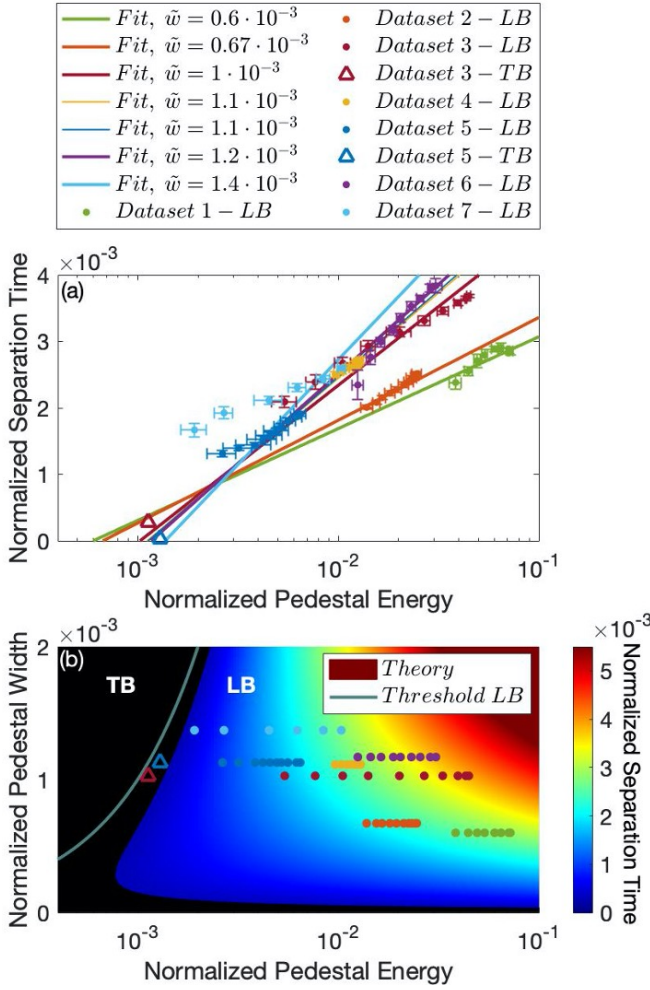 Fit, w̃ = 0.6 · 10⁻³
Fit, w̃ = 0.67 · 10⁻³
Fit, w̃ = 1 · 10⁻³
Fit, w̃ = 1.1 · 10⁻³
Fit, w̃ = 1.1 · 10⁻³
Fit, w̃ = 1.2 · 10⁻³
Fit, w̃ = 1.4 · 10⁻³
Dataset 1 − LB
Dataset 2 − LB
Dataset 3 − LB
Dataset 3 − TB
Dataset 4 − LB
Dataset 5 − LB
Dataset 5 − TB
Dataset 6 − LB
Dataset 7 − LB
×10⁻³
(a)
Normalized Separation Time
4
3
2
1
0
10⁻³
10⁻²
10⁻¹
Normalized Pedestal Energy
×10⁻³
(b)
TB
LB
Theory
Threshold LB
Normalized Pedestal Width
2
1
0
10⁻³
10⁻²
10⁻¹
Normalized Pedestal Energy
×10⁻³
5
4
3
2
1
0
Normalized Separation Time